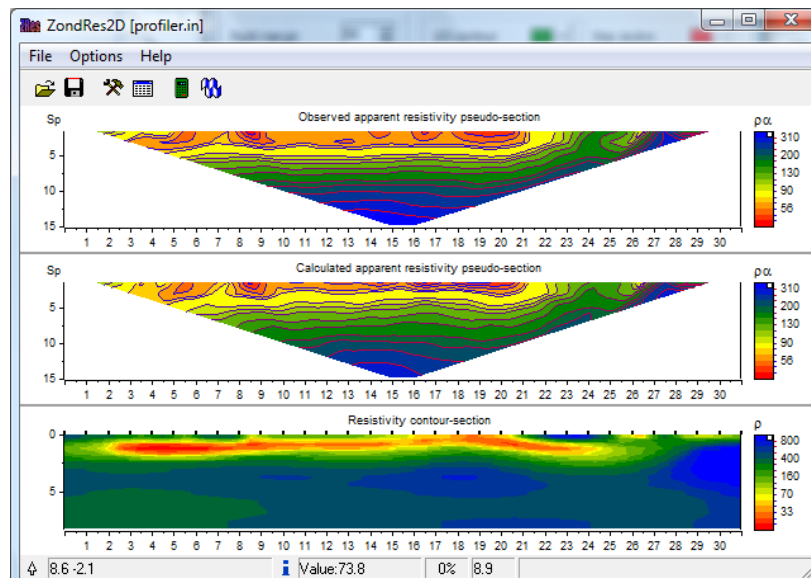 ZondRes2D [profiler.in]
File Options Help
Observed apparent resistivity pseudo-section
Sp
5
10
15
1 2 3 4 5 6 7 8 9 10 11 12 13 14 15 16 17 18 19 20 21 22 23 24 25 26 27 28 29 30
ρα
310
130
90
56
Calculated apparent resistivity pseudo-section
Sp
5
10
15
1 2 3 4 5 6 7 8 9 10 11 12 13 14 15 16 17 18 19 20 21 22 23 24 25 26 27 28 29 30
ρα
310
130
90
56
Resistivity contour-section
0
5
1 2 3 4 5 6 7 8 9 10 11 12 13 14 15 16 17 18 19 20 21 22 23 24 25 26 27 28 29 30
ρ
800
400
160
70
33
8.6 -2.1 Value:73.8 0% 8.9